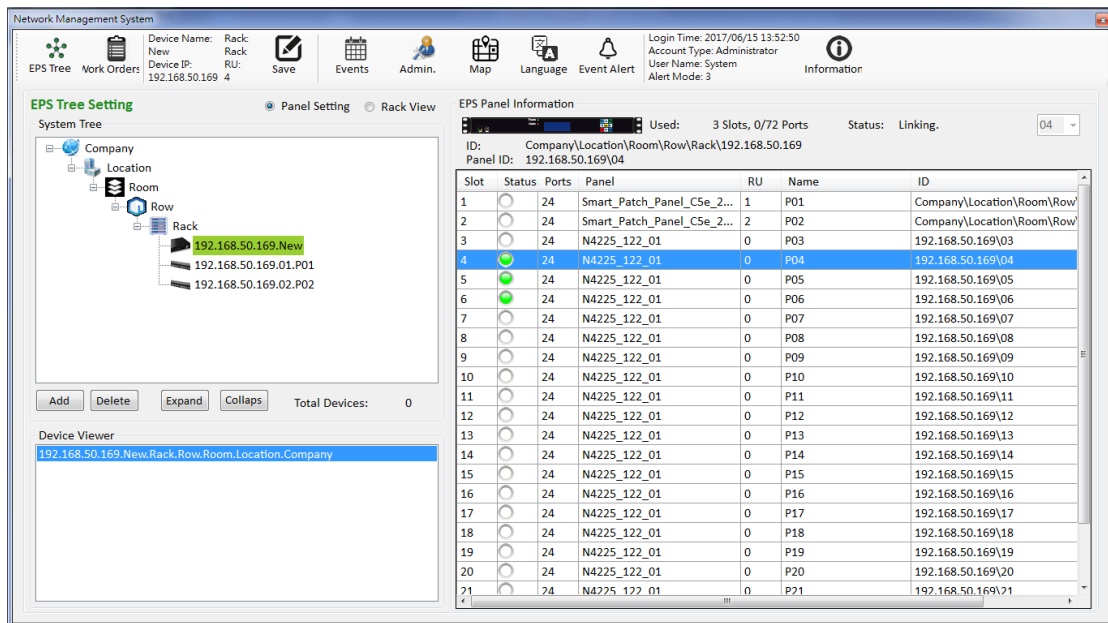 Network Management System
EPS Tree
Work Orders
Device Name: Rack:
New Rack
Device IP: RU:
192.168.50.169 4
Save
Events
Admin.
Map
Language
Event Alert
Login Time: 2017/06/15 13:52:50
Account Type: Administrator
User Name: System
Alert Mode: 3
Information
EPS Tree Setting
Panel Setting
Rack View
System Tree
Company
Location
Room
Row
Rack
192.168.50.169.New
192.168.50.169.01.P01
192.168.50.169.02.P02
Add
Delete
Expand
Collaps
Total Devices: 0
Device Viewer
192.168.50.169.New.Rack.Row.Room.Location.Company
EPS Panel Information
Used: 3 Slots, 0/72 Ports Status: Linking. 04
ID: Company\Location\Room\Row\Rack\192.168.50.169
Panel ID: 192.168.50.169\04
Slot Status Ports Panel RU Name ID
1 24 Smart_Patch_Panel_C5e_2... 1 P01 Company\Location\Room\Row\
2 24 Smart_Patch_Panel_C5e_2... 2 P02 Company\Location\Room\Row\
3 24 N4225_122_01 0 P03 192.168.50.169\03
4 24 N4225_122_01 0 P04 192.168.50.169\04
5 24 N4225_122_01 0 P05 192.168.50.169\05
6 24 N4225_122_01 0 P06 192.168.50.169\06
7 24 N4225_122_01 0 P07 192.168.50.169\07
8 24 N4225_122_01 0 P08 192.168.50.169\08
9 24 N4225_122_01 0 P09 192.168.50.169\09
10 24 N4225_122_01 0 P10 192.168.50.169\10
11 24 N4225_122_01 0 P11 192.168.50.169\11
12 24 N4225_122_01 0 P12 192.168.50.169\12
13 24 N4225_122_01 0 P13 192.168.50.169\13
14 24 N4225_122_01 0 P14 192.168.50.169\14
15 24 N4225_122_01 0 P15 192.168.50.169\15
16 24 N4225_122_01 0 P16 192.168.50.169\16
17 24 N4225_122_01 0 P17 192.168.50.169\17
18 24 N4225_122_01 0 P18 192.168.50.169\18
19 24 N4225_122_01 0 P19 192.168.50.169\19
20 24 N4225_122_01 0 P20 192.168.50.169\20
21 24 N4225_122_01 0 P21 192.168.50.169\21